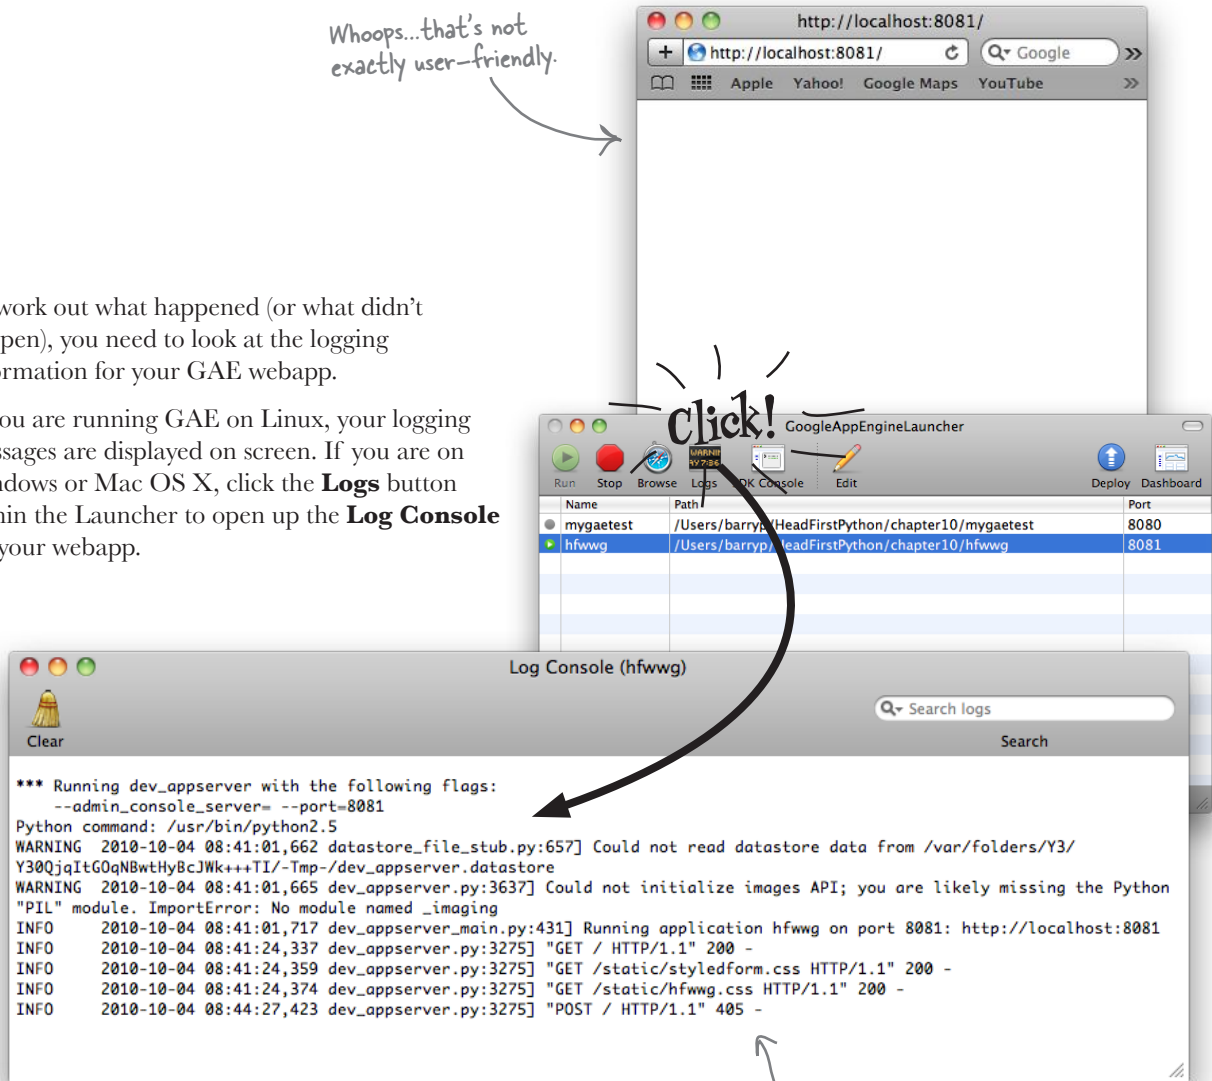 Whoops...that's not
exactly user-friendly.
http://localhost:8081/
http://localhost:8081/
Google
Apple Yahoo! Google Maps YouTube
work out what happened (or what didn't
pen), you need to look at the logging
ormation for your GAE webapp.
ou are running GAE on Linux, your logging
ssages are displayed on screen. If you are on
ndows or Mac OS X, click the Logs button
hin the Launcher to open up the Log Console
your webapp.
Click!
GoogleAppEngineLauncher
Run Stop Browse Logs SDK Console Edit Deploy Dashboard
Name Path Port
mygaetest /Users/barryp/HeadFirstPython/chapter10/mygaetest 8080
hfwwg /Users/barryp/HeadFirstPython/chapter10/hfwwg 8081
Log Console (hfwwg)
Search logs
Clear Search
*** Running dev_appserver with the following flags:
--admin_console_server= --port=8081
Python command: /usr/bin/python2.5
WARNING 2010-10-04 08:41:01,662 datastore_file_stub.py:657] Could not read datastore data from /var/folders/Y3/
Y30QjqItGOqNBwtHyBcJWk+++TI/-Tmp-/dev_appserver.datastore
WARNING 2010-10-04 08:41:01,665 dev_appserver.py:3637] Could not initialize images API; you are likely missing the Python
"PIL" module. ImportError: No module named _imaging
INFO 2010-10-04 08:41:01,717 dev_appserver_main.py:431] Running application hfwwg on port 8081: http://localhost:8081
INFO 2010-10-04 08:41:24,337 dev_appserver.py:3275] "GET / HTTP/1.1" 200 -
INFO 2010-10-04 08:41:24,359 dev_appserver.py:3275] "GET /static/styledform.css HTTP/1.1" 200 -
INFO 2010-10-04 08:41:24,374 dev_appserver.py:3275] "GET /static/hfwwg.css HTTP/1.1" 200 -
INFO 2010-10-04 08:44:27,423 dev_appserver.py:3275] "POST / HTTP/1.1" 405 -